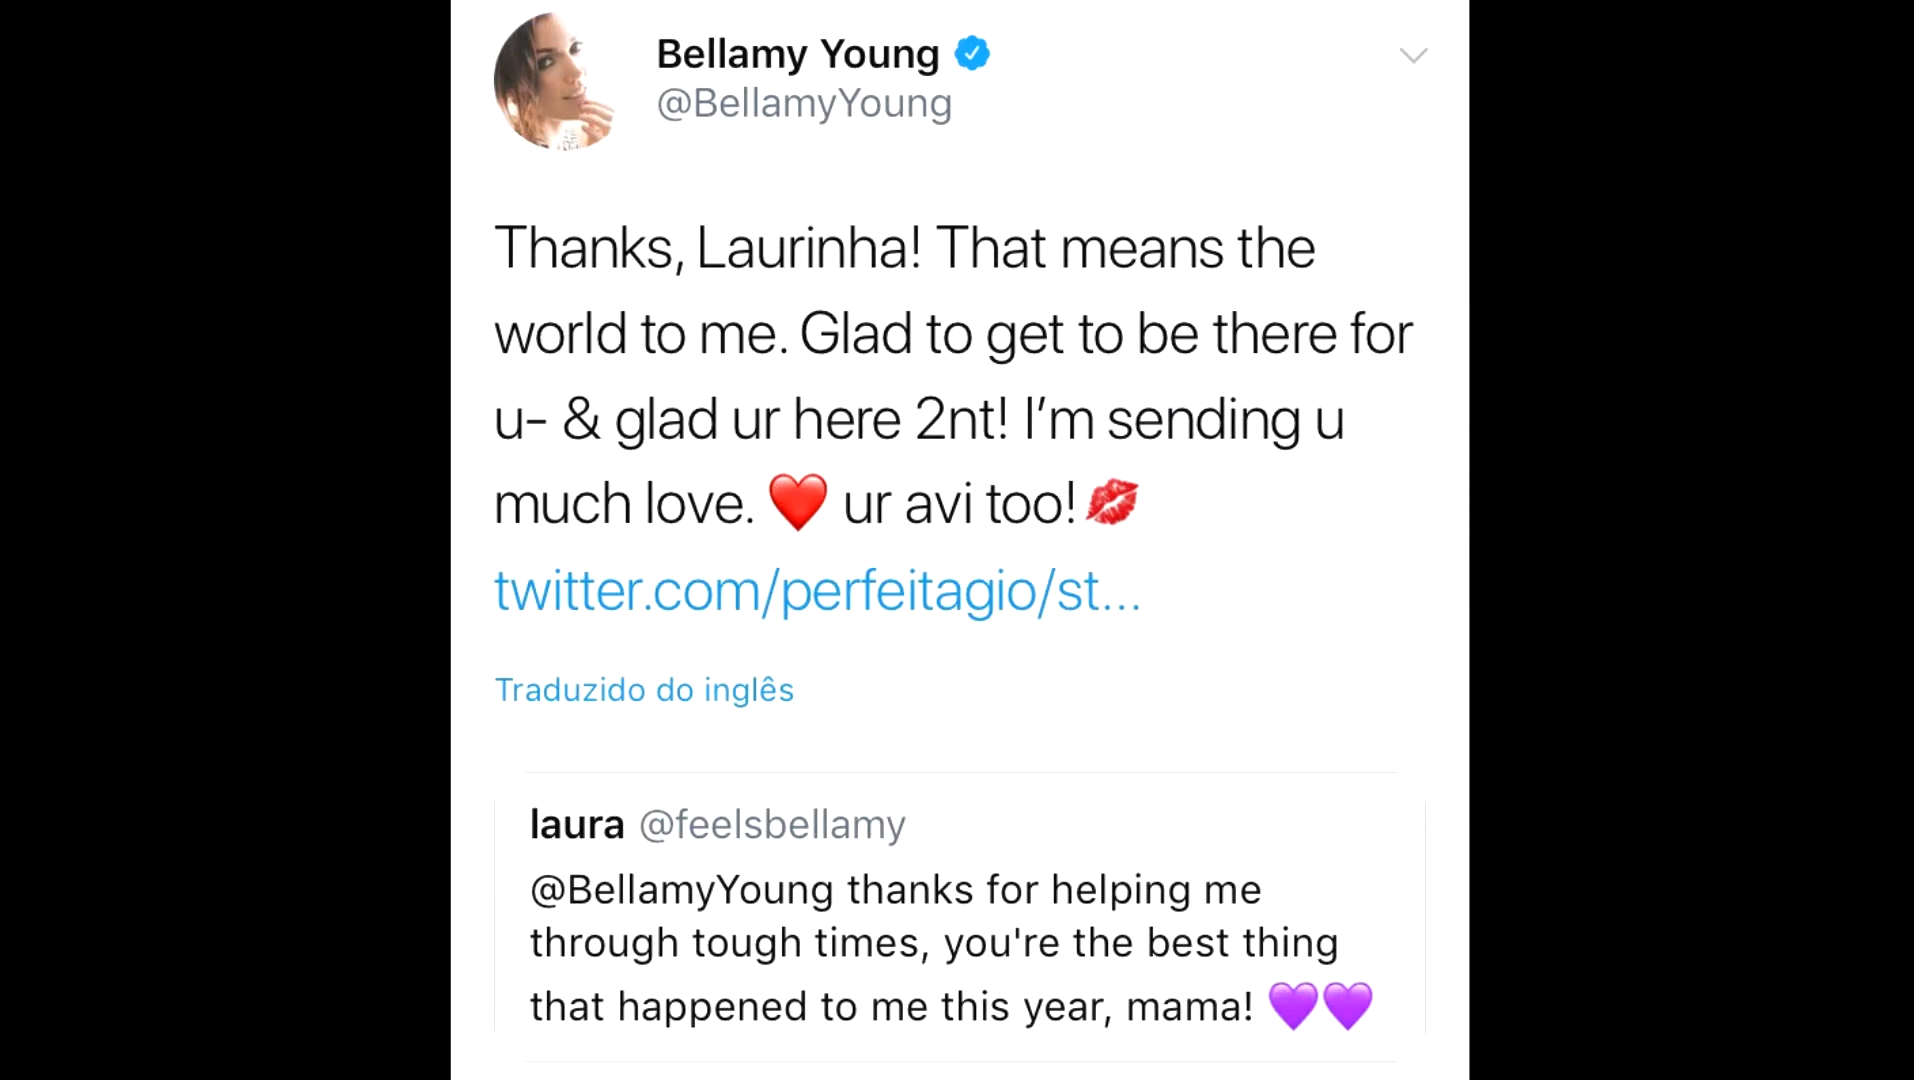 Bellamy Young
@BellamyYoung
Thanks, Laurinha! That means the
world to me. Glad to get to be there for
u- & glad ur here 2nt! I’m sending u
much love. ❤️ ur avi too!💋
twitter.com/perfeitagio/st...
Traduzido do inglês
laura @feelsbellamy
@BellamyYoung thanks for helping me
through tough times, you're the best thing
that happened to me this year, mama! 💜💜